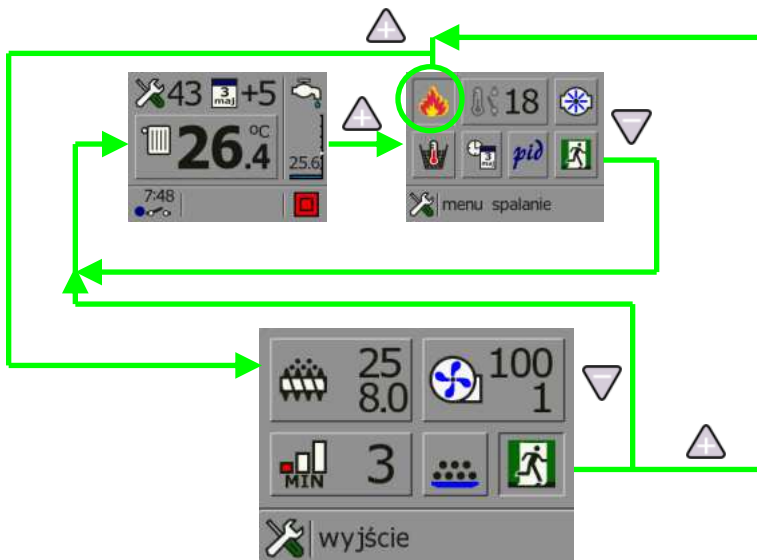 43 3 maj +5
26.4 °C
25.6
7:48
18
3 maj
pid
menu spalanie
25
8.0
100
1
MIN 3
wyjście